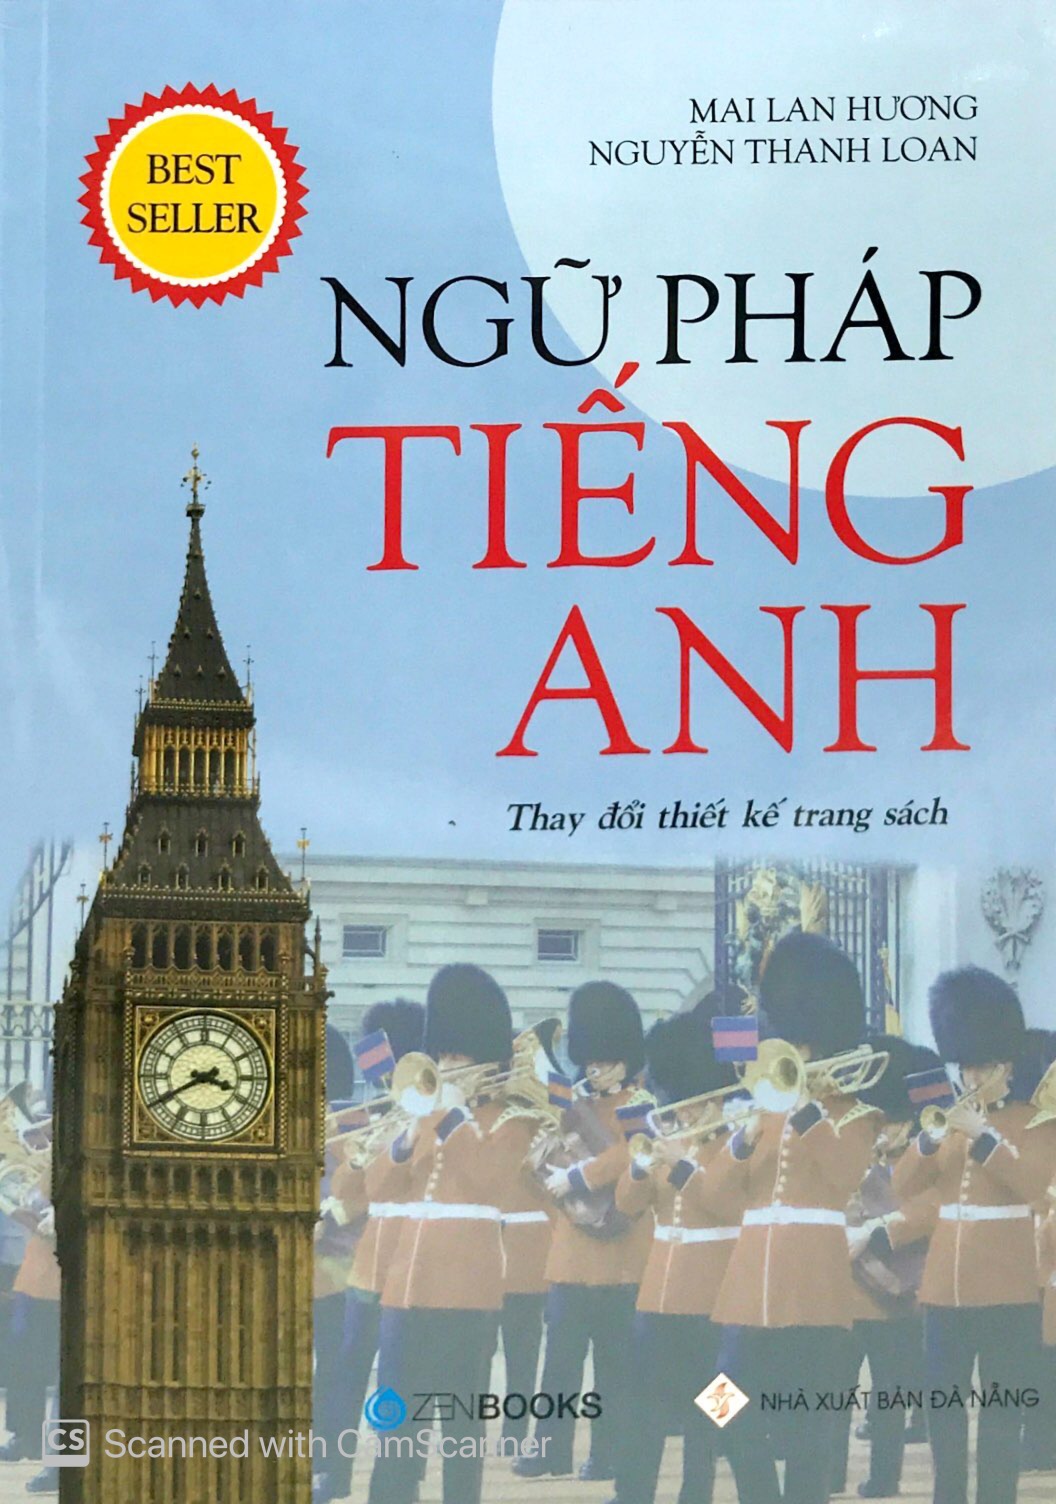 MAI LAN HƯƠNG
NGUYỄN THANH LOAN
BEST
SELLER
NGỮ PHÁP
TIẾNG
ANH
Thay đổi thiết kế trang sách
ZENBOOKS
NHÀ XUẤT BẢN ĐÀ NẴNG
CS Scanned with CamScanner